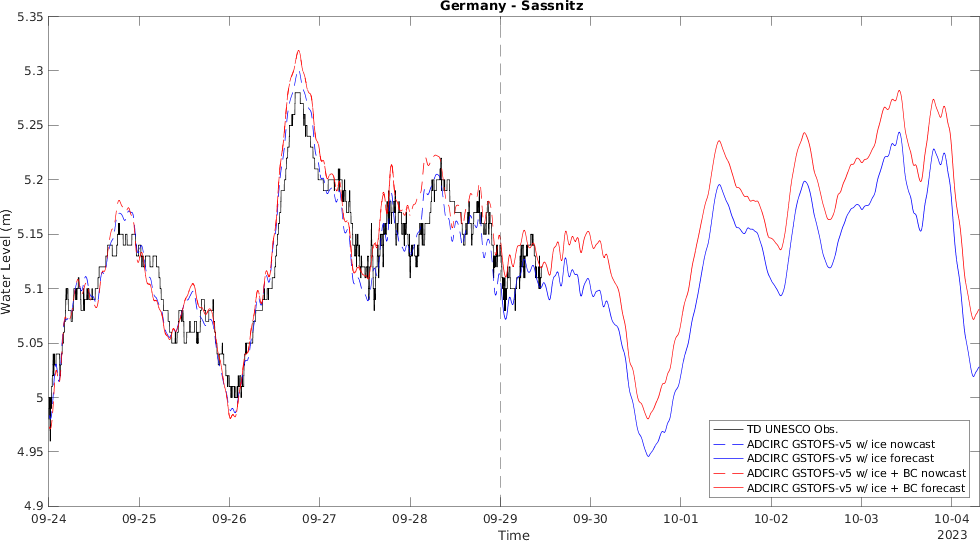 Germany - Sassnitz
5.35
5.3
5.25
5.2
5.15
5.1
5.05
5
4.95
4.9
Water Level (m)
TD UNESCO Obs.
ADCIRC GSTOFS-v5 w/ ice nowcast
ADCIRC GSTOFS-v5 w/ ice forecast
ADCIRC GSTOFS-v5 w/ ice + BC nowcast
ADCIRC GSTOFS-v5 w/ ice + BC forecast
09-24 09-25 09-26 09-27 09-28 09-29 09-30 10-01 10-02 10-03 10-04
Time 2023